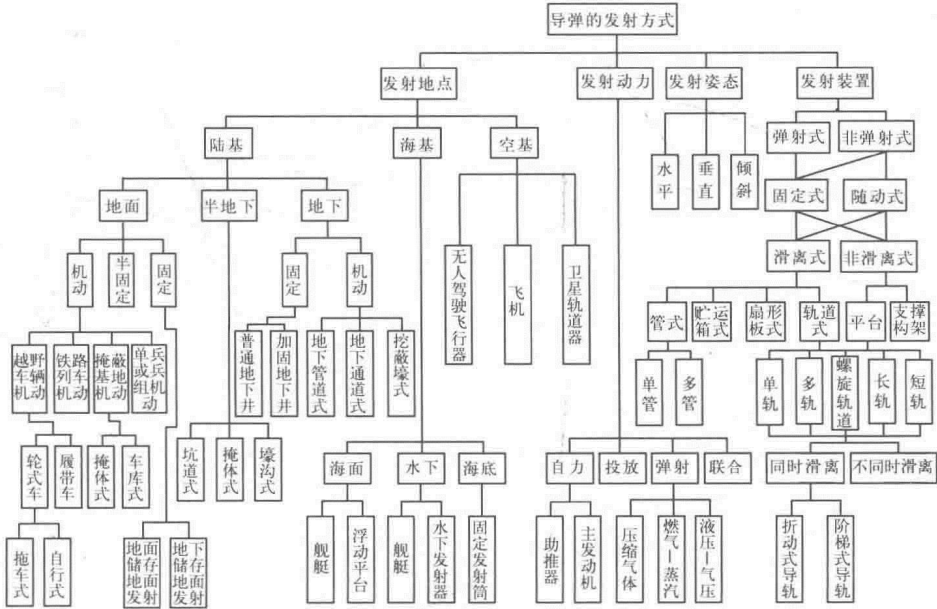 导弹的发射方式
发射地点
发射动力
发射姿态
发射装置
陆基
海基
空基
水平
垂直
倾斜
弹射式
非弹射式
地面
半地下
地下
固定式
随动式
机动
半固定
固定
固定
机动
无人驾驶飞行器
飞机
卫星轨道器
滑离式
非滑离式
管式
贮运箱式
扇形板式
轨道式
平台
支撑构架
越野车辆机动
铁路列车机动
掩蔽基地机动
单兵或兵组机动
普通地下井
加固地下井
地下管道式
地下通道式
挖蔽壕式
单管
多管
单轨
多轨
螺旋轨道
长轨
短轨
轮式车
履带车
掩体式
车库式
坑道式
掩体式
壕沟式
海面
水下
海底
自力
投放
弹射
联合
同时滑离
不同时滑离
拖车式
自行式
地面储存地面发射
地下储存地面发射
舰艇
浮动平台
舰艇
水下发射器
固定发射筒
助推器
主发动机
压缩气体
燃气—蒸汽
液压—气压
折动式导轨
阶梯式导轨